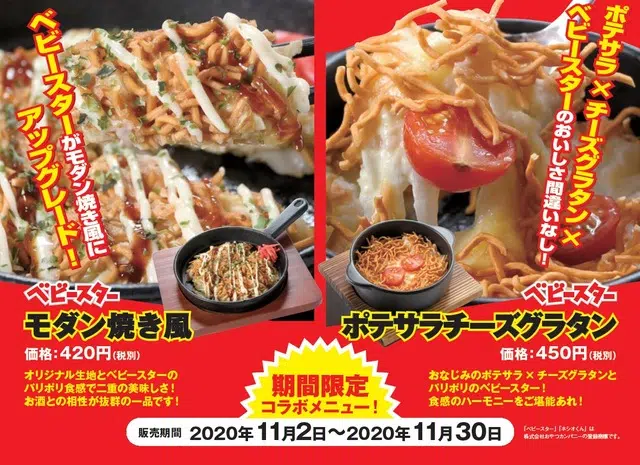 ベビースターがモダン焼き風に
アップグレード！
ポテサラ×チーズグラタン×
ベビースターのおいしさ間違いなし！
ベビースター
モダン焼き風
価格：420円（税別）
オリジナル生地とベビースターの
パリポリ食感で二重の美味しさ！
お酒との相性が抜群の一品です！
ベビースター
ポテサラチーズグラタン
価格：450円（税別）
おなじみのポテサラ×チーズグラタンと
パリポリのベビースター！
食感のハーモニーをご堪能あれ！
期間限定
コラボメニュー！
販売期間 2020年11月2日〜2020年11月30日
「ベビースター」「ホシオくん」は
株式会社おやつカンパニーの登録商標です。